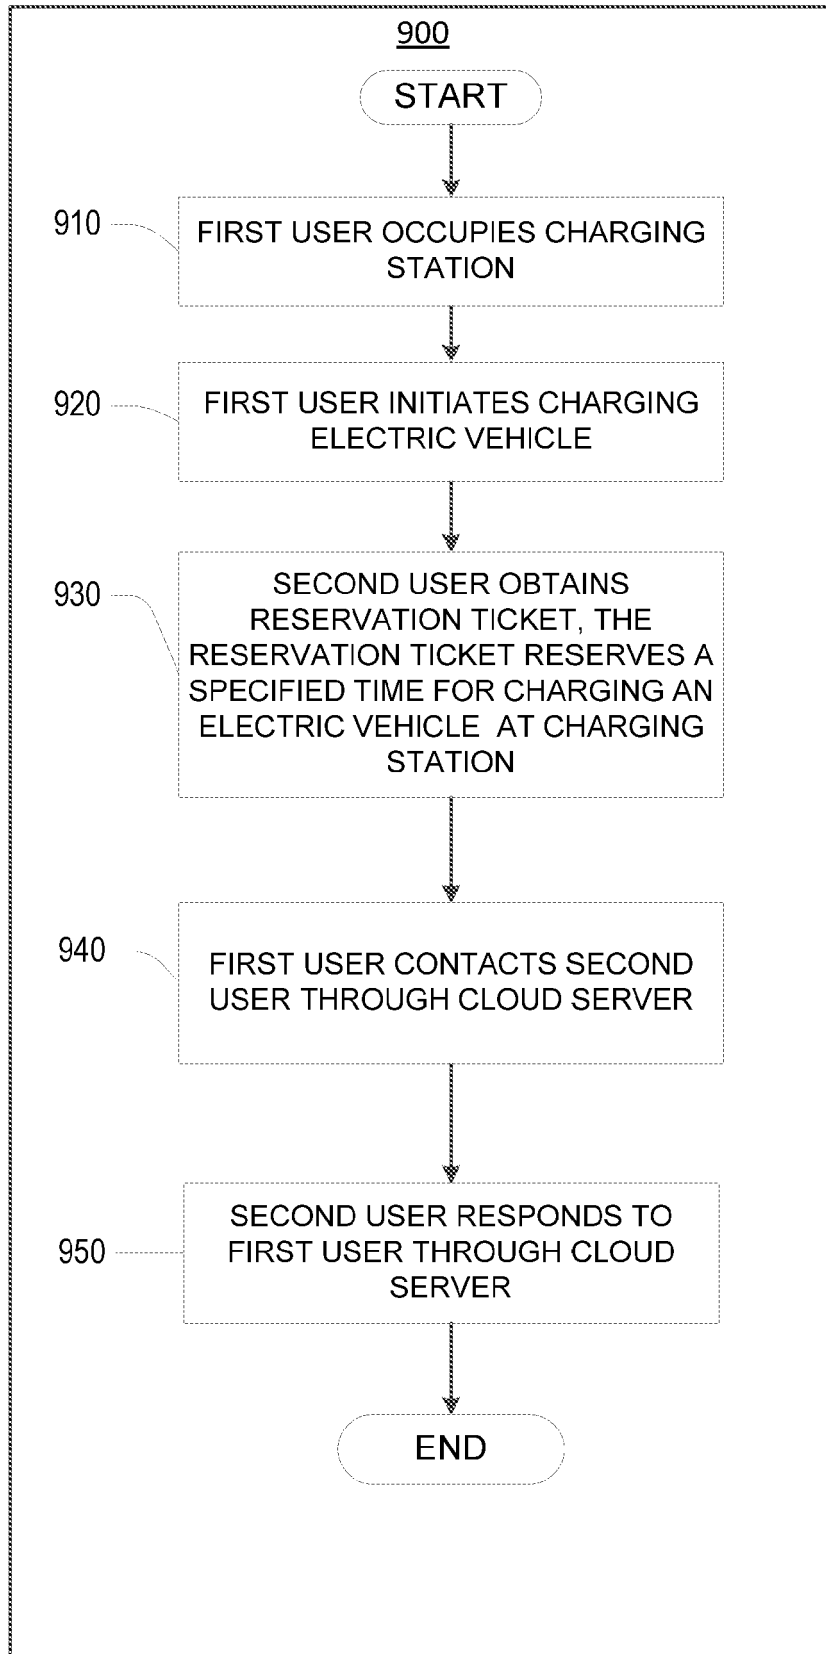 900
START
910
FIRST USER OCCUPIES CHARGING
STATION
920
FIRST USER INITIATES CHARGING
ELECTRIC VEHICLE
930
SECOND USER OBTAINS
RESERVATION TICKET, THE
RESERVATION TICKET RESERVES A
SPECIFIED TIME FOR CHARGING AN
ELECTRIC VEHICLE AT CHARGING
STATION
940
FIRST USER CONTACTS SECOND
USER THROUGH CLOUD SERVER
950
SECOND USER RESPONDS TO
FIRST USER THROUGH CLOUD
SERVER
END